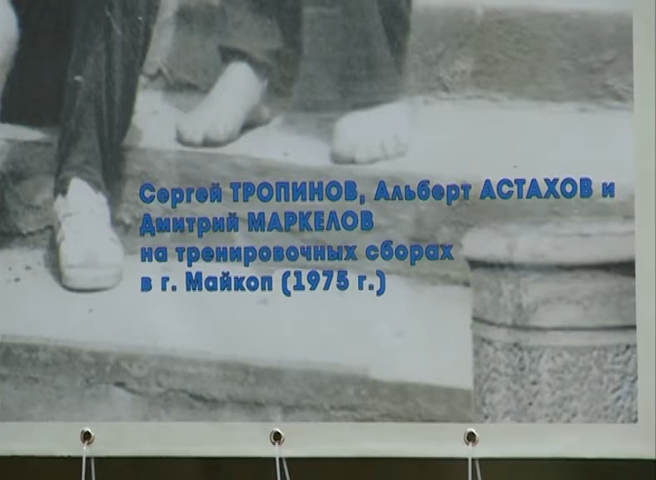 Сергей ТРОПИНОВ, Альберт АСТАХОВ и
Дмитрий МАРКЕЛОВ
на тренировочных сборах
в г. Майкоп (1975 г.)